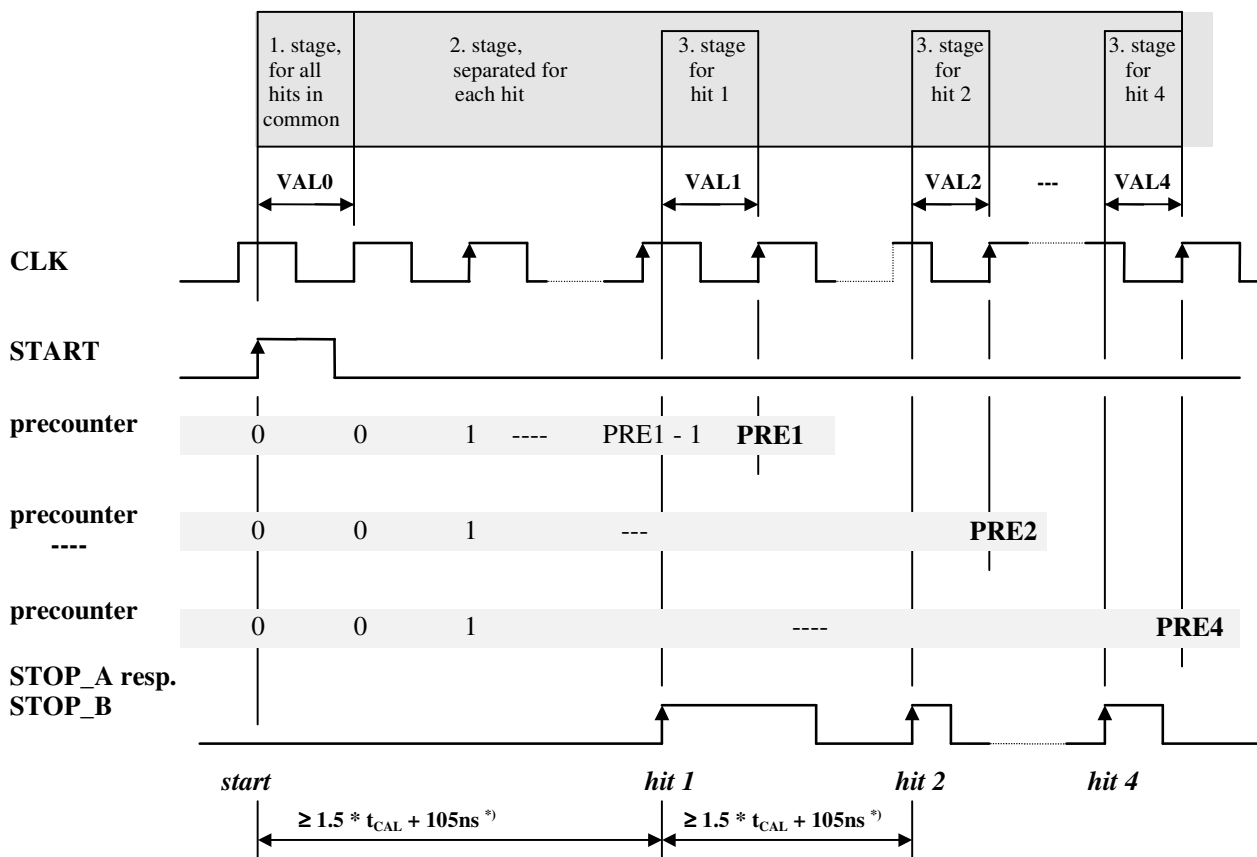 1. stage,
for all
hits in
common
2. stage,
separated for
each hit
3. stage
for
hit 1
3. stage
for
hit 2
3. stage
for
hit 4
VAL0
VAL1
VAL2
---
VAL4
CLK
START
precounter
0 0 1 ---- PRE1 - 1 PRE1
precounter
----
0 0 1 --- PRE2
precounter
0 0 1 ---- PRE4
STOP_A resp.
STOP_B
start hit 1 hit 2 hit 4
≥ 1.5 * tCAL + 105ns *)
≥ 1.5 * tCAL + 105ns *)